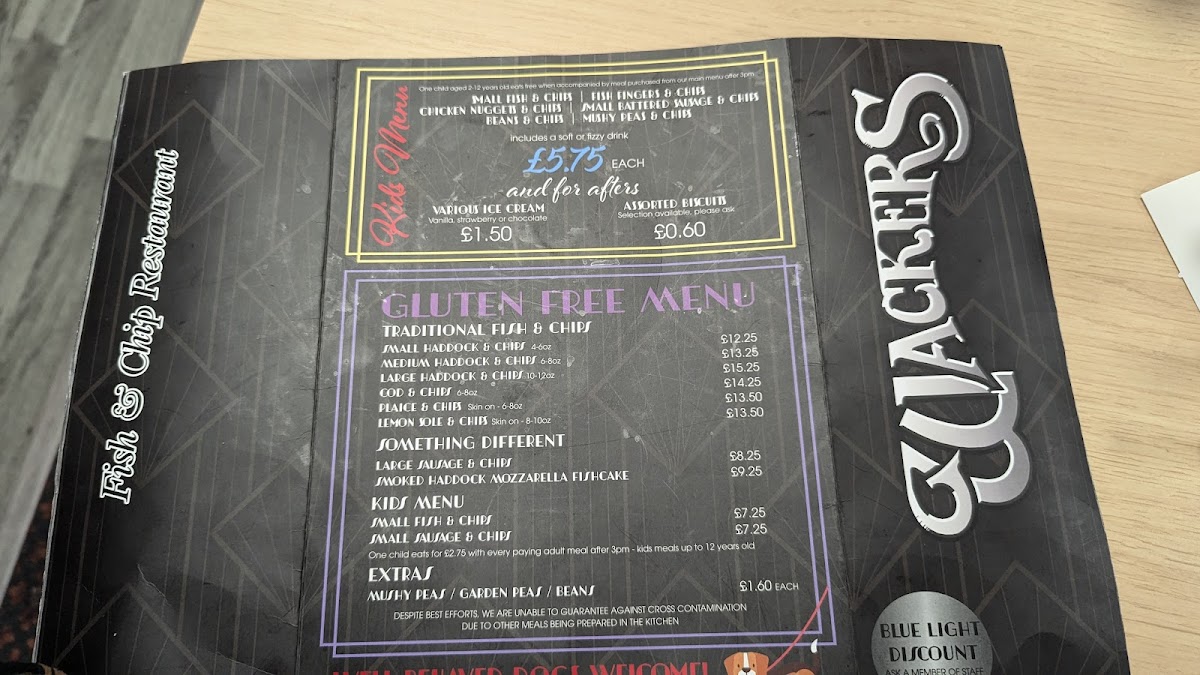 Fish & Chip Restaurant
Kids Menu
One child aged 2-12 years old eats free when accompanied by meal purchased from our main menu after 3pm
SMALL FISH & CHIPS | FISH FINGERS & CHIPS
CHICKEN NUGGETS & CHIPS | SMALL BATTERED SAUSAGE & CHIPS
BEANS & CHIPS | MUSHY PEAS & CHIPS
includes a soft or fizzy drink
£5.75 EACH
and for afters
VARIOUS ICE CREAM
Vanilla, strawberry or chocolate
£1.50
ASSORTED BISCUITS
Selection available, please ask
£0.60
GLUTEN FREE MENU
TRADITIONAL FISH & CHIPS
SMALL HADDOCK & CHIPS 4-6oz £12.25
MEDIUM HADDOCK & CHIPS 6-8oz £13.25
LARGE HADDOCK & CHIPS 10-12oz £15.25
COD & CHIPS 6-8oz £14.25
PLAICE & CHIPS Skin on - 6-8oz £13.50
LEMON SOLE & CHIPS Skin on - 8-10oz £13.50
SOMETHING DIFFERENT
LARGE SAUSAGE & CHIPS £8.25
SMOKED HADDOCK MOZZARELLA FISHCAKE £9.25
KIDS MENU
SMALL FISH & CHIPS £7.25
SMALL SAUSAGE & CHIPS £7.25
One child eats for £2.75 with every paying adult meal after 3pm - kids meals up to 12 years old
EXTRAS
MUSHY PEAS / GARDEN PEAS / BEANS £1.60 EACH
DESPITE BEST EFFORTS, WE ARE UNABLE TO GUARANTEE AGAINST CROSS CONTAMINATION
DUE TO OTHER MEALS BEING PREPARED IN THE KITCHEN
WELL BEHAVED DOGS WELCOME!
WACKERS
BLUE LIGHT
DISCOUNT
ASK A MEMBER OF STAFF